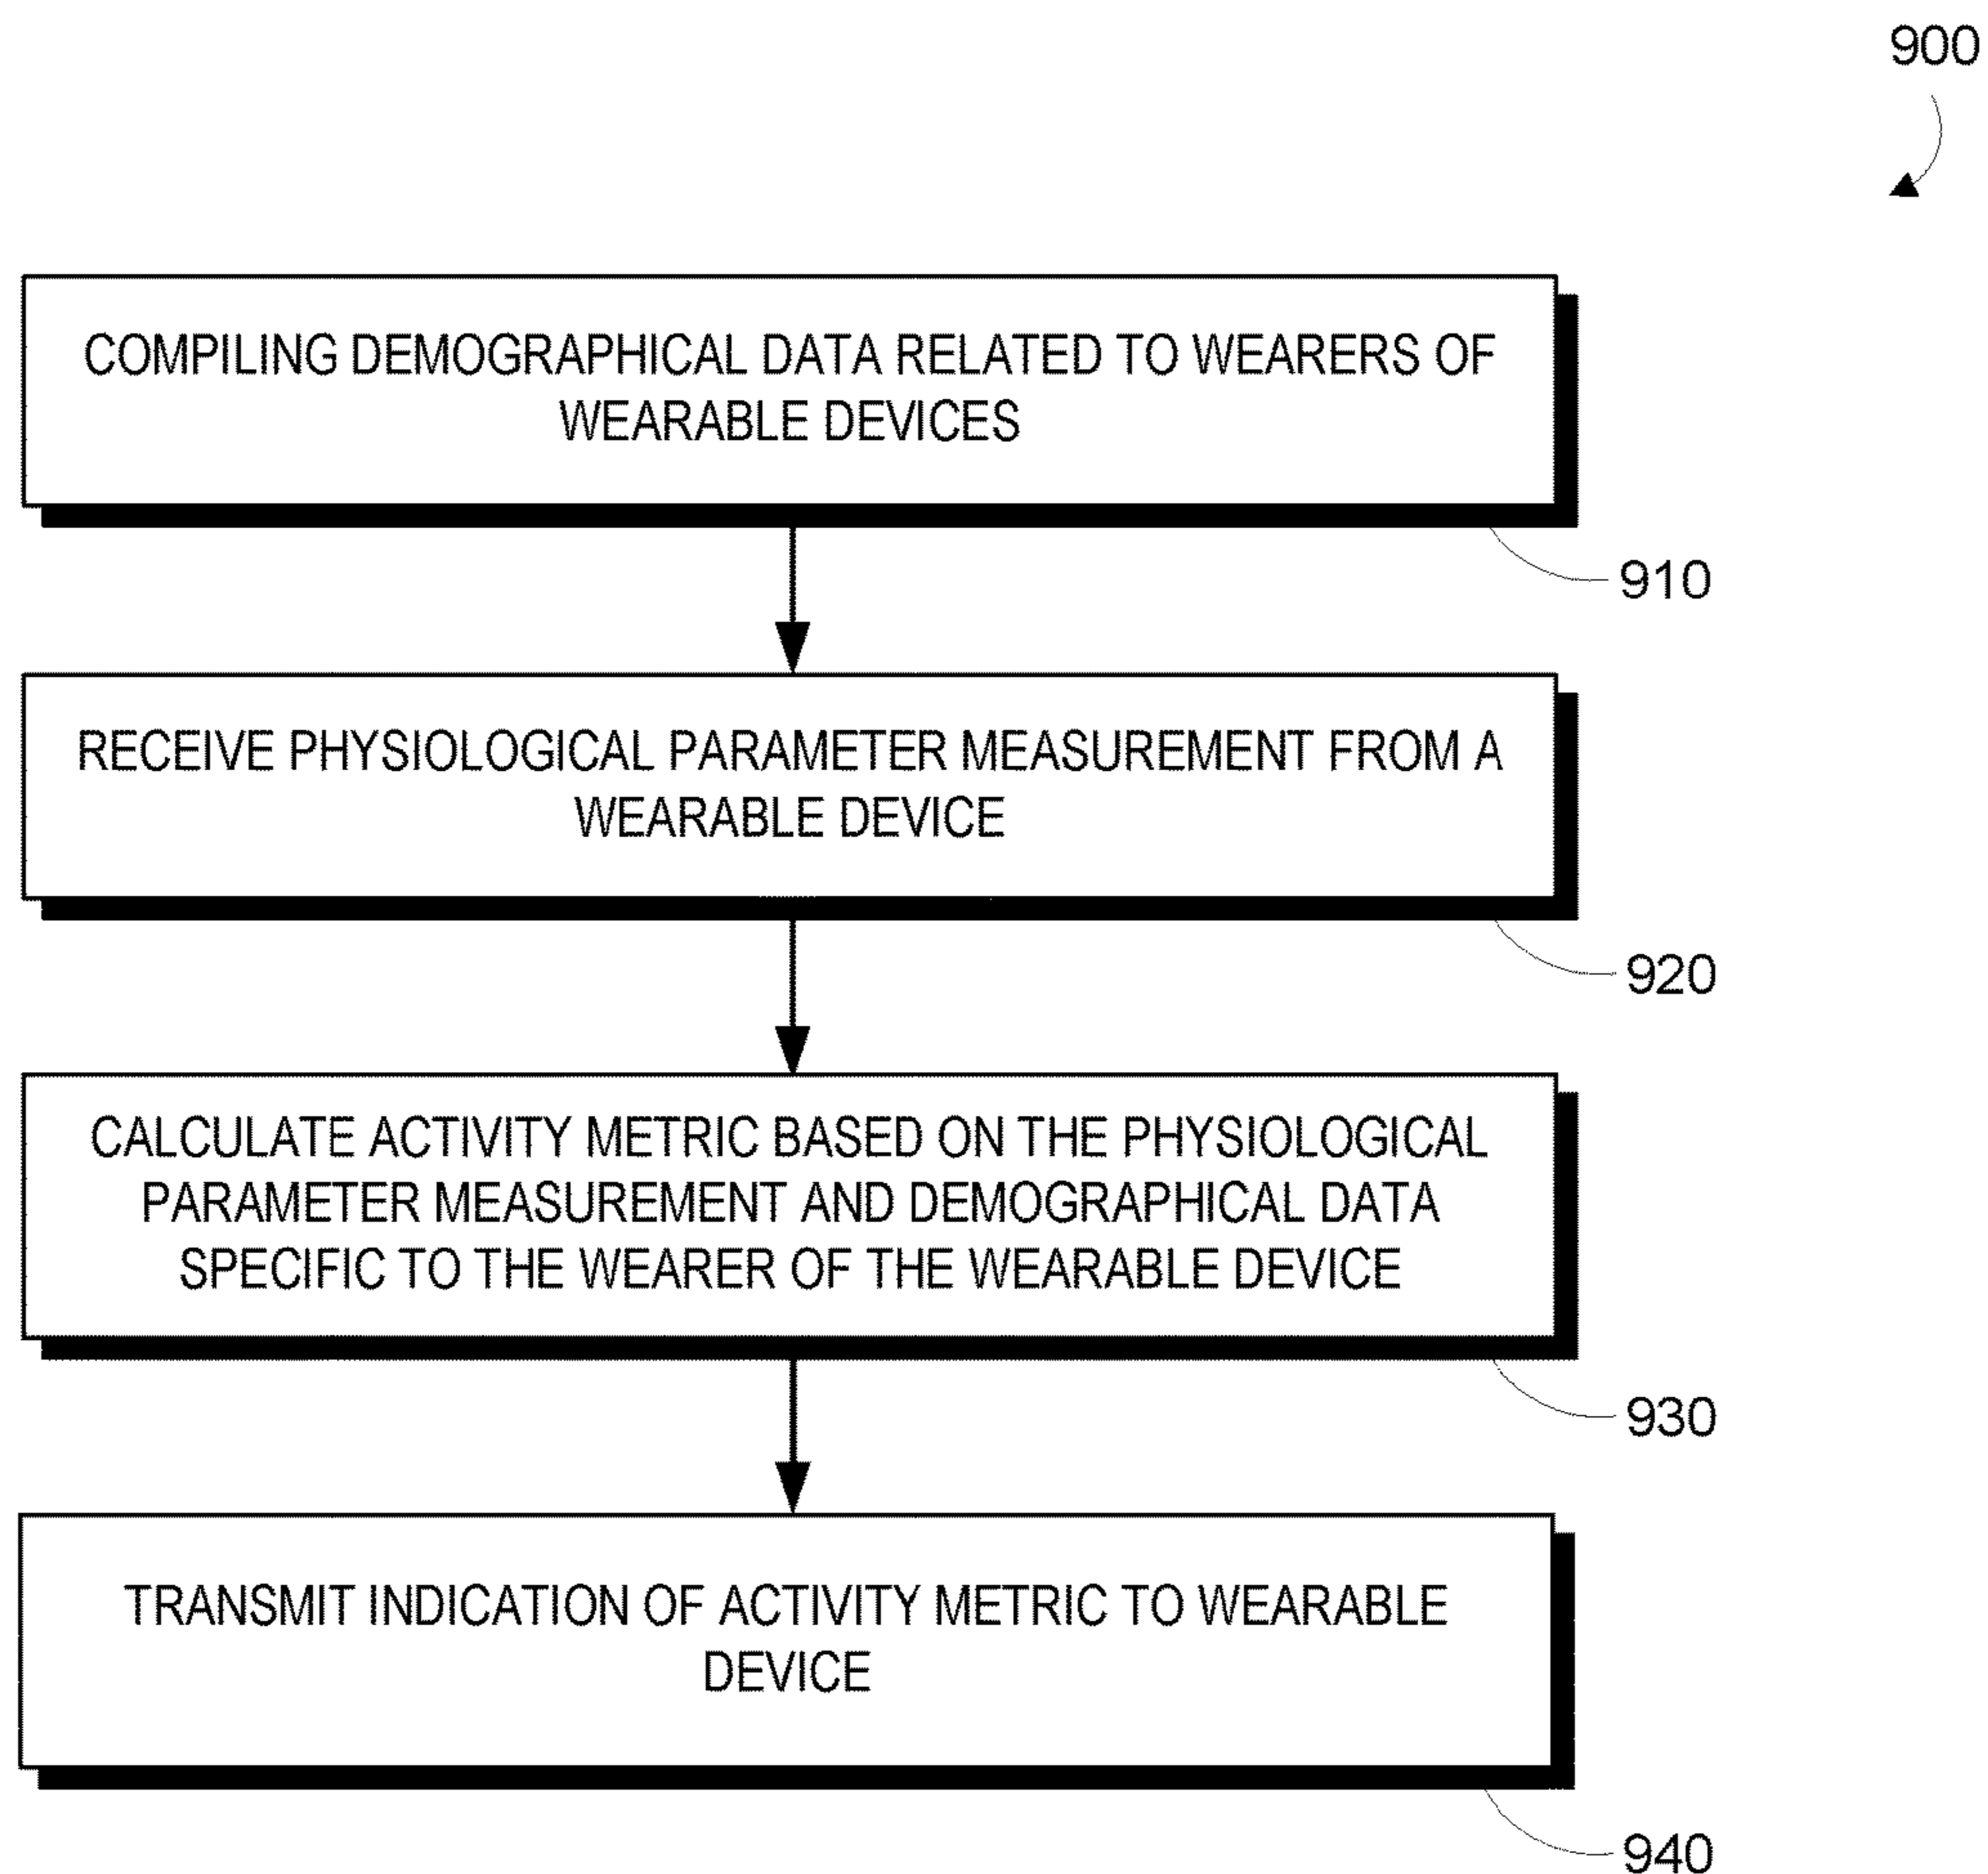 900
COMPILING DEMOGRAPHICAL DATA RELATED TO WEARERS OF
WEARABLE DEVICES
910
RECEIVE PHYSIOLOGICAL PARAMETER MEASUREMENT FROM A
WEARABLE DEVICE
920
CALCULATE ACTIVITY METRIC BASED ON THE PHYSIOLOGICAL
PARAMETER MEASUREMENT AND DEMOGRAPHICAL DATA
SPECIFIC TO THE WEARER OF THE WEARABLE DEVICE
930
TRANSMIT INDICATION OF ACTIVITY METRIC TO WEARABLE
DEVICE
940